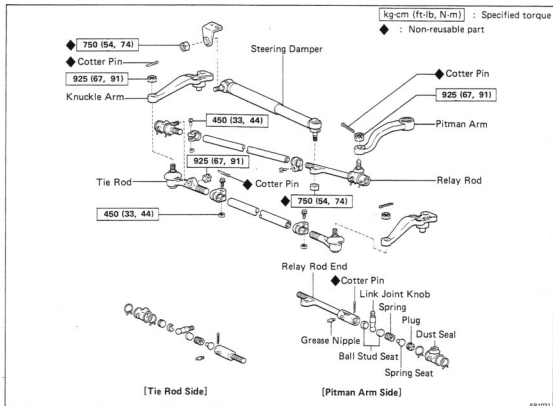 kg-cm (ft-lb, N-m) : Specified torque
◆ : Non-reusable part
◆ 750 (54, 74)
Steering Damper
◆ Cotter Pin
◆ Cotter Pin
925 (67, 91)
925 (67, 91)
Knuckle Arm
450 (33, 44)
Pitman Arm
925 (67, 91)
Tie Rod
◆ Cotter Pin
Relay Rod
◆ 750 (54, 74)
450 (33, 44)
Relay Rod End
◆ Cotter Pin
Link Joint Knob
Spring
Plug
Dust Seal
Grease Nipple
Ball Stud Seat
Spring Seat
[Tie Rod Side]
[Pitman Arm Side]